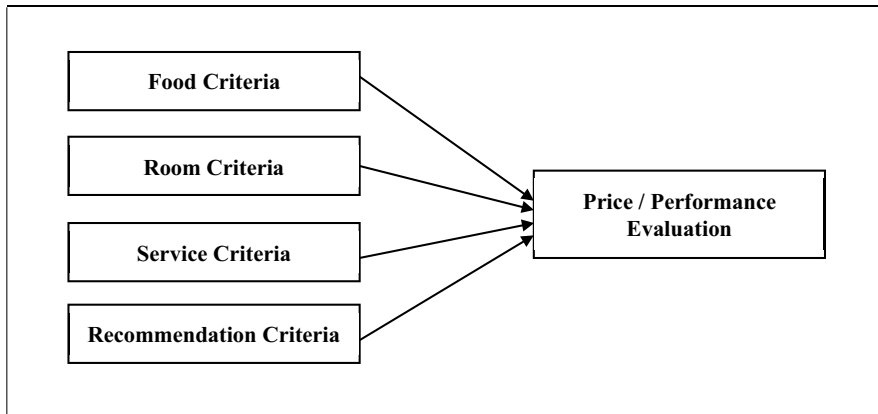 Food Criteria
Room Criteria
Price / Performance
Evaluation
Service Criteria
Recommendation Criteria